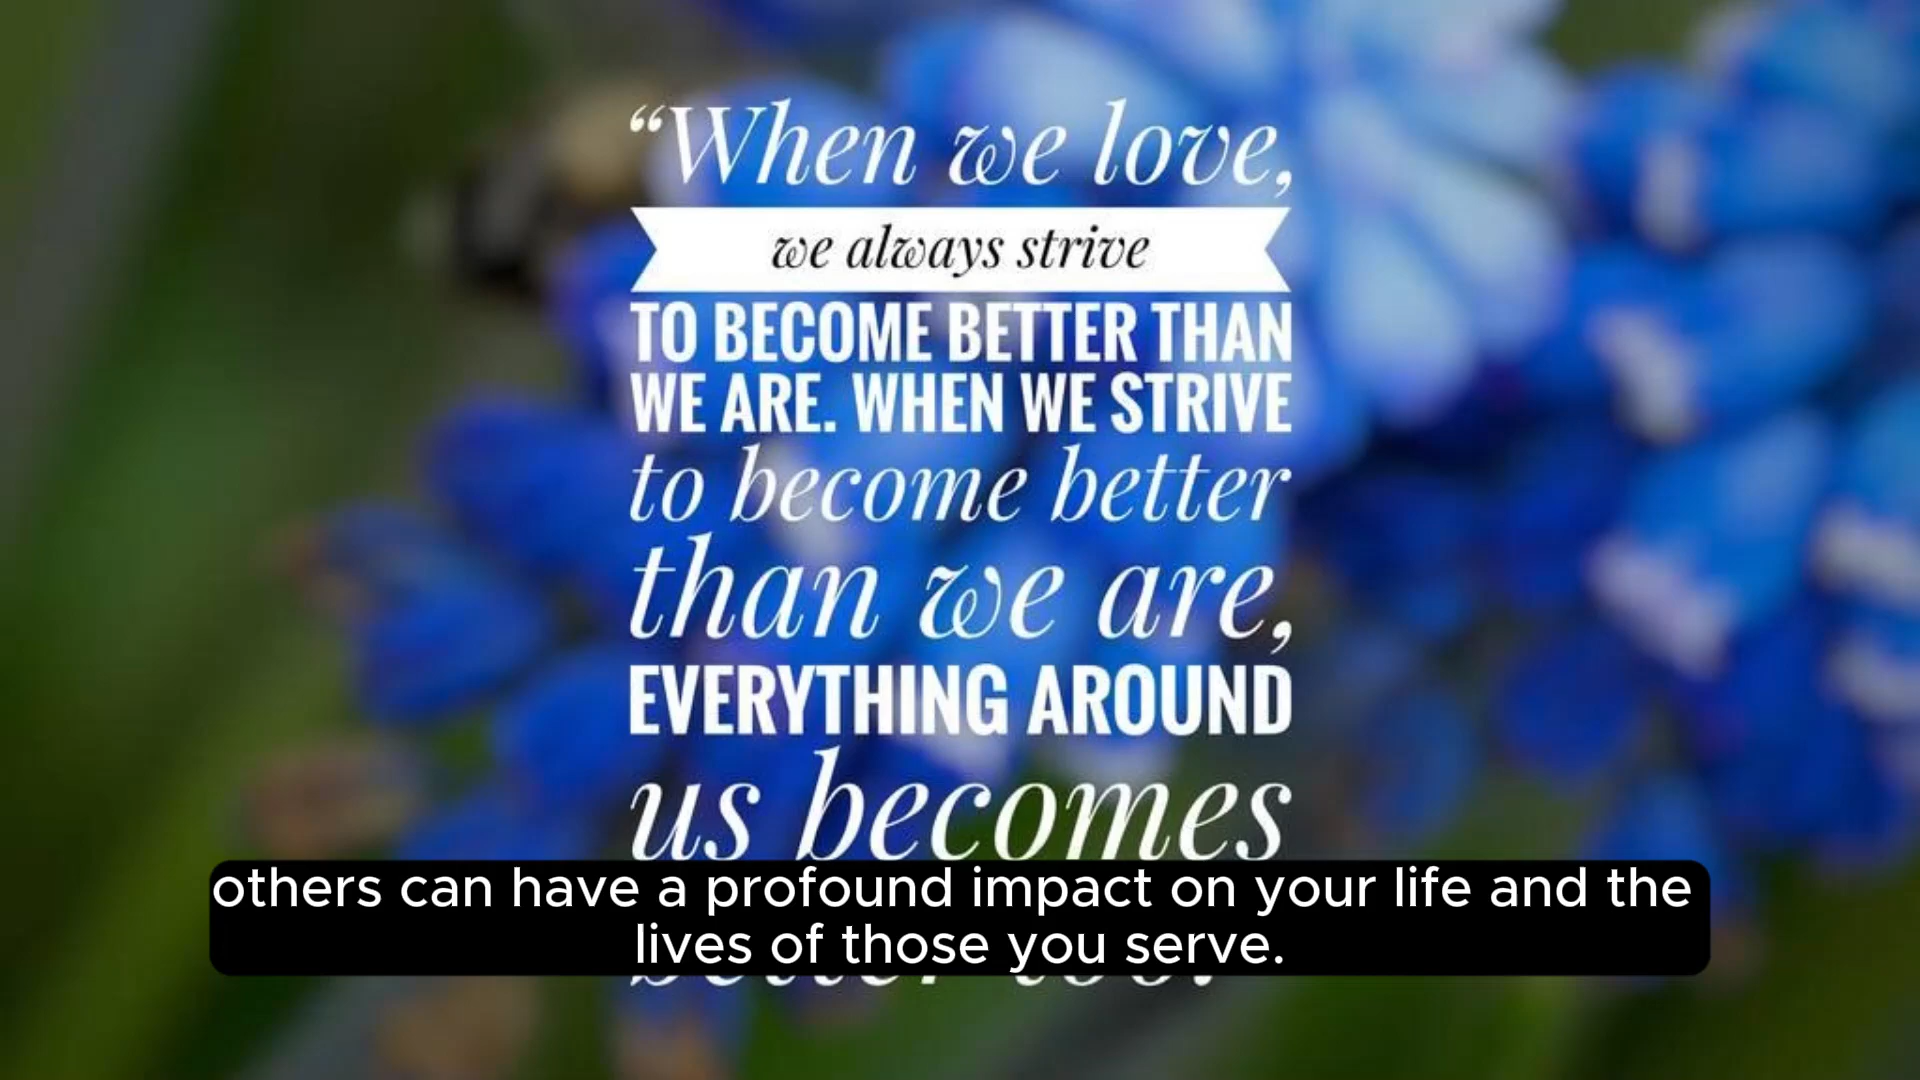 “When we love,
we always strive
TO BECOME BETTER THAN
WE ARE. WHEN WE STRIVE
to become better
than we are,
EVERYTHING AROUND
us becomes
others can have a profound impact on your life and the
lives of those you serve.